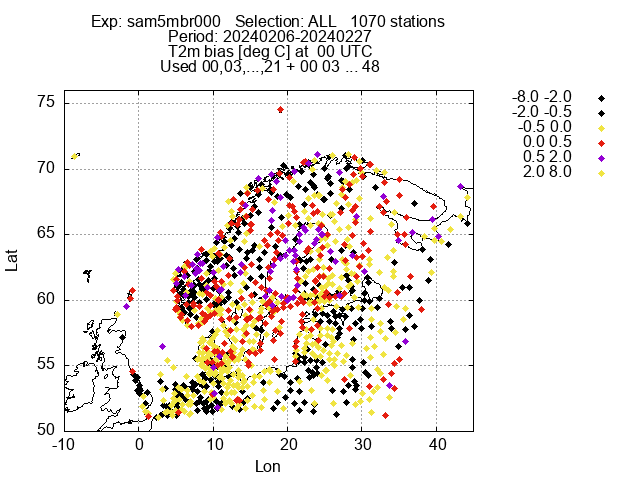 Exp: sam5mbr000 Selection: ALL 1070 stations
Period: 20240206-20240227
T2m bias [deg C] at 00 UTC
Used 00,03,...,21 + 00 03 ... 48
-8.0 -2.0
-2.0 -0.5
-0.5 0.0
0.0 0.5
0.5 2.0
2.0 8.0
75
70
65
60
55
50
Lat
-10 0 10 20 30 40
Lon